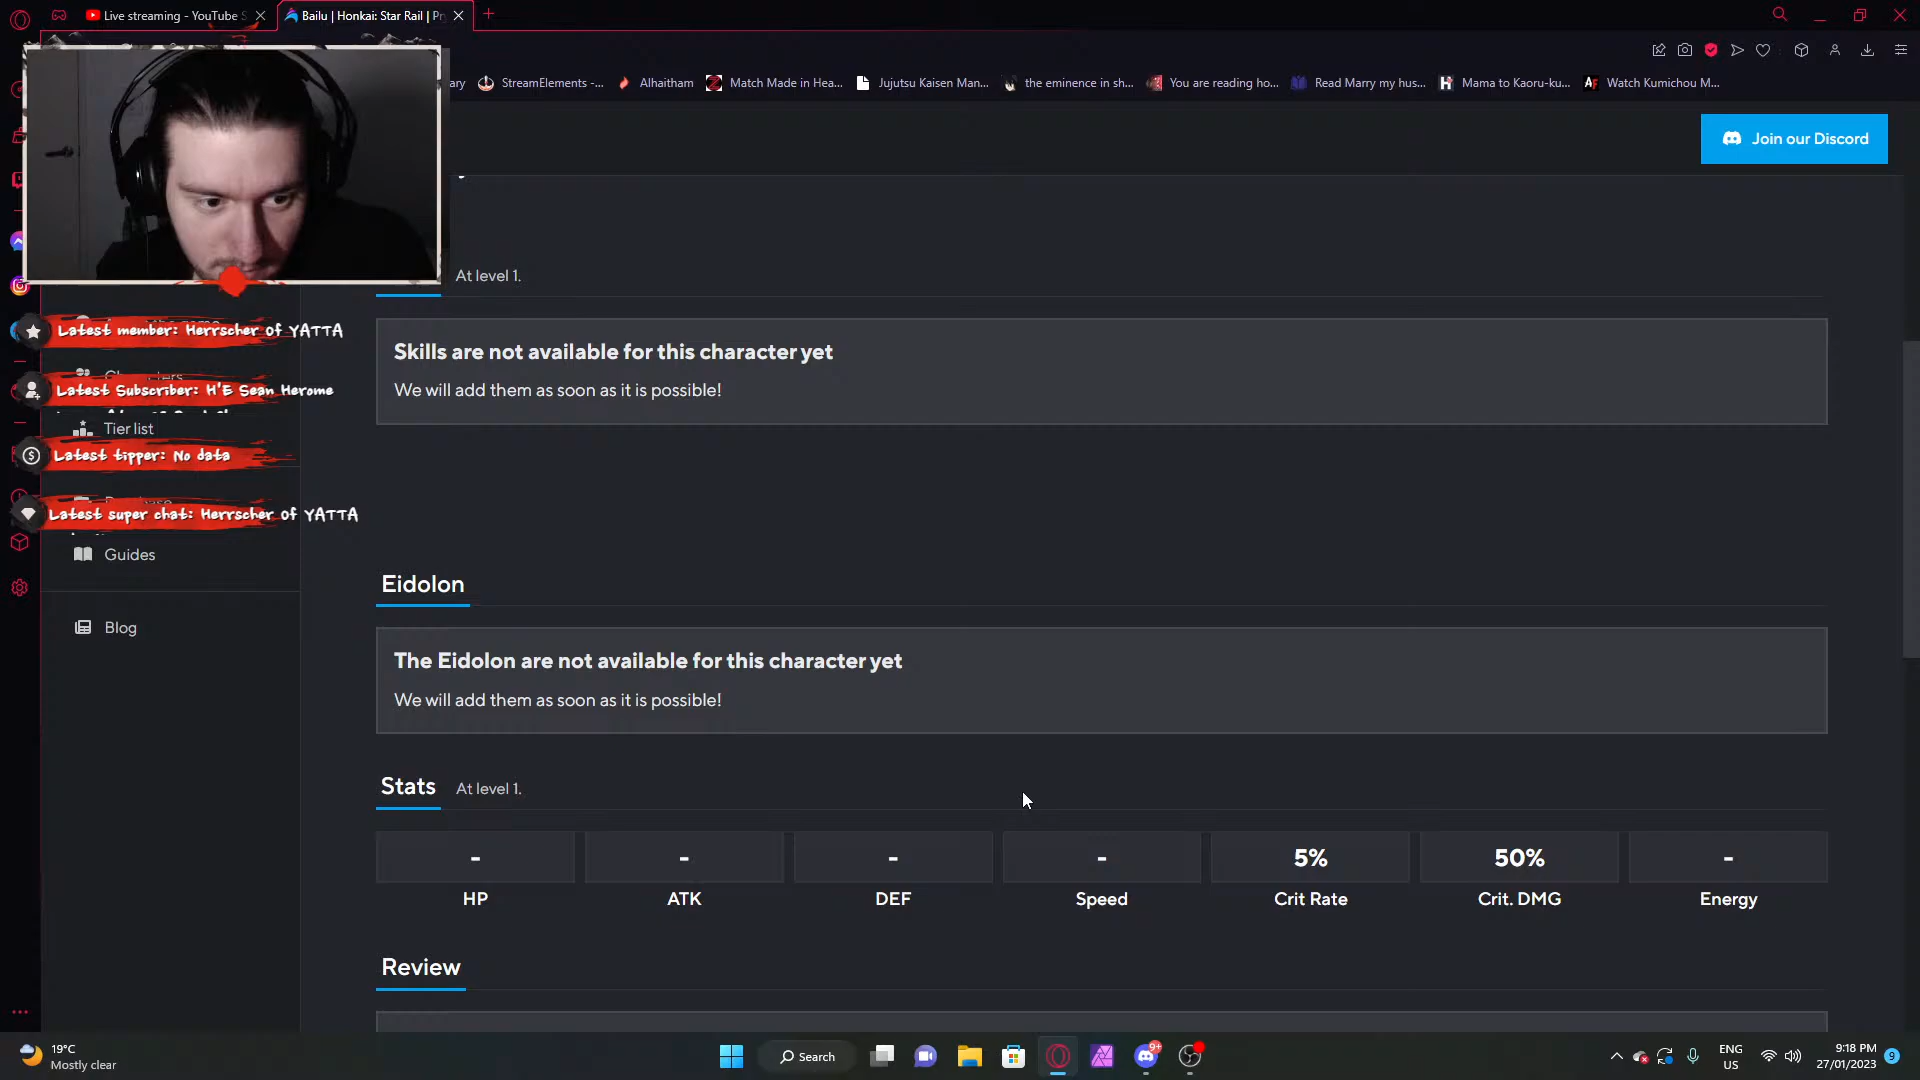 Live streaming - YouTube S
Bailu | Honkai: Star Rail | Pr
ary
StreamElements -...
Alhaitham
Match Made in Hea...
Jujutsu Kaisen Man...
the eminence in sh...
You are reading ho...
Read Marry my hus...
Mama to Kaoru-ku...
Watch Kumichou M...
Join our Discord
At level 1.
Skills are not available for this character yet
We will add them as soon as it is possible!
Latest member: Herrscher of YATTA
Latest Subscriber: H'E Sean Herome
Tier list
Latest tipper: No data
Latest super chat: Herrscher of YATTA
Guides
Blog
Eidolon
The Eidolon are not available for this character yet
We will add them as soon as it is possible!
Stats At level 1.
- - - - 5% 50% -
HP ATK DEF Speed Crit Rate Crit. DMG Energy
Review
19°C
Mostly clear
Search
9+
ENG
US
9:18 PM
27/01/2023
9